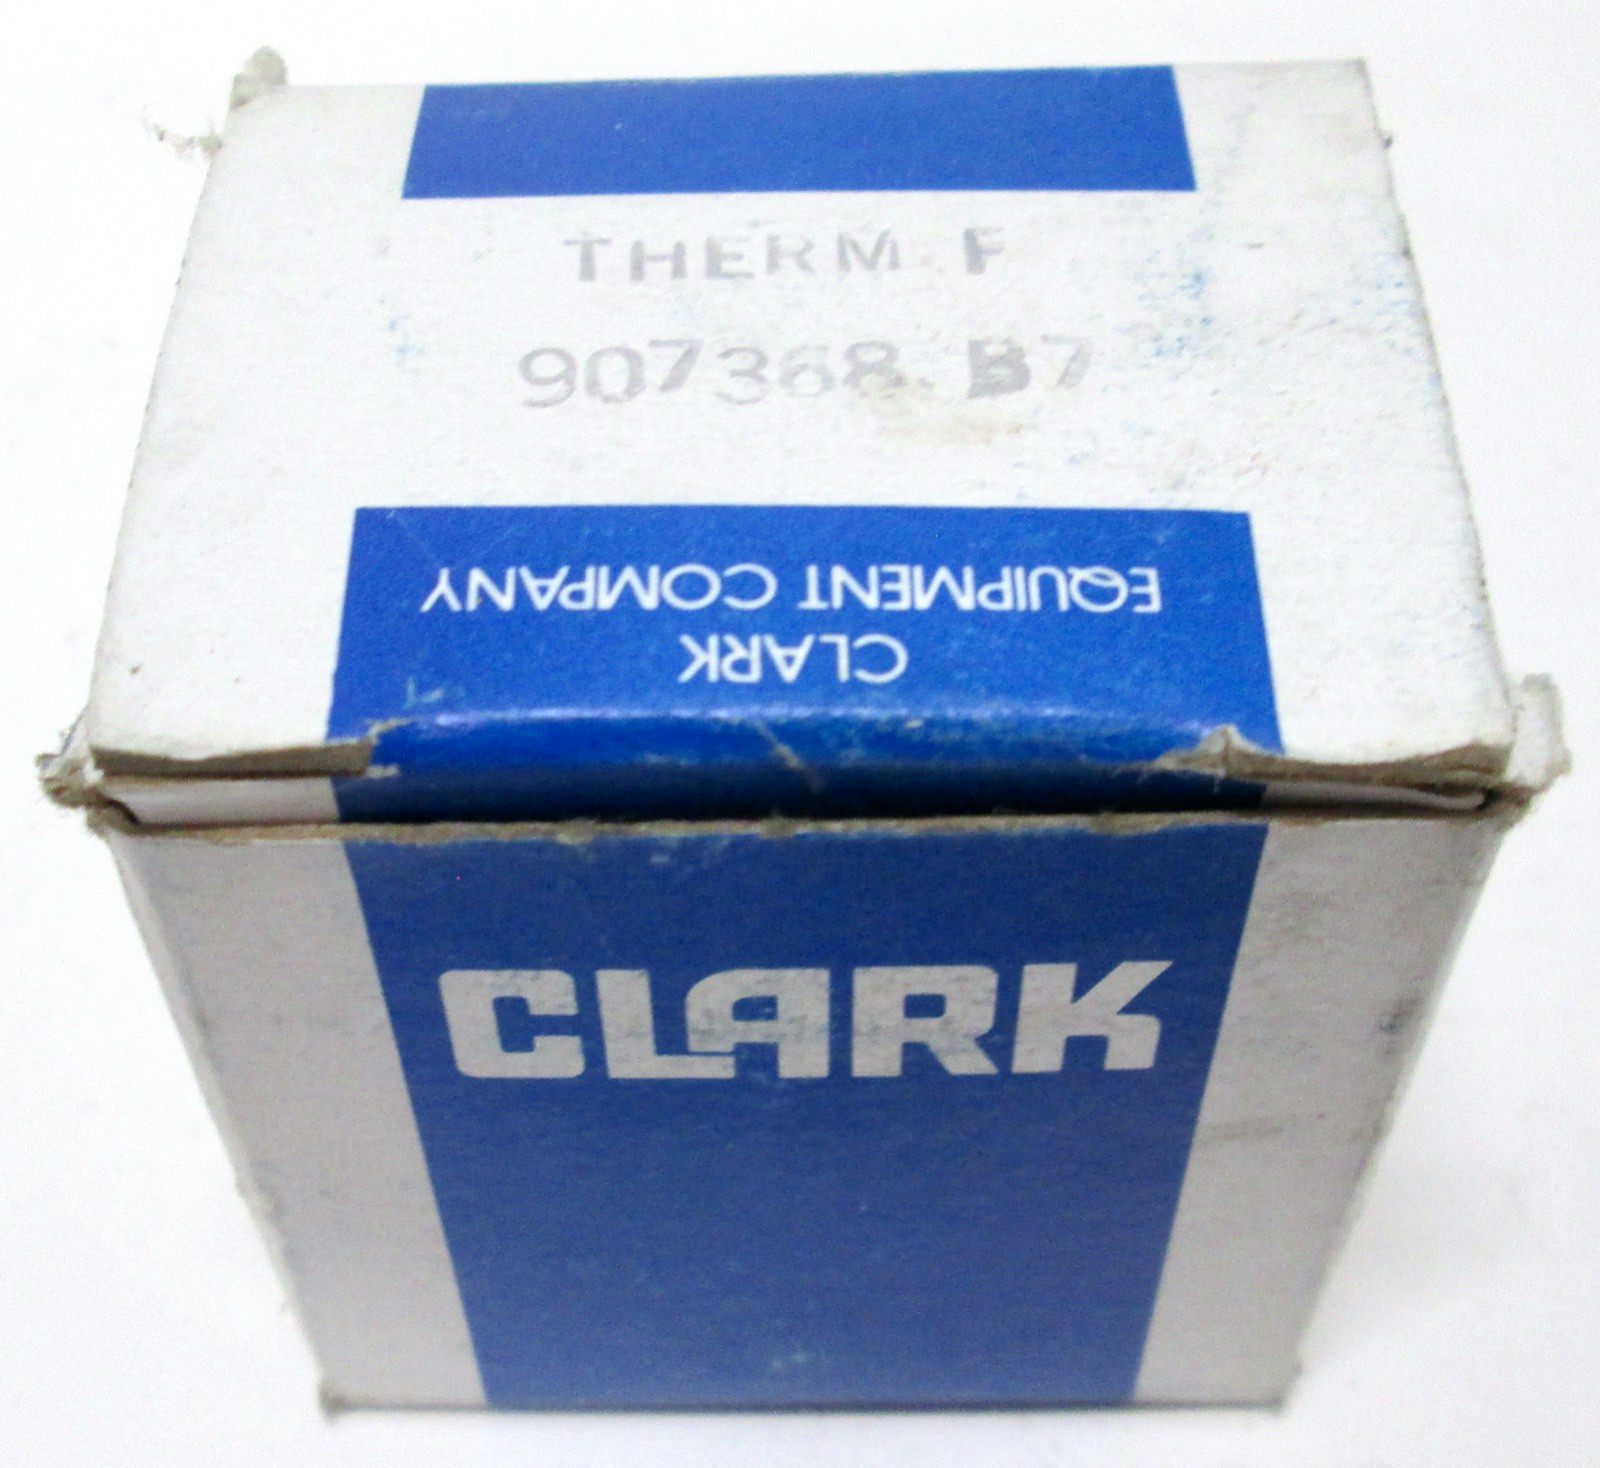 THERM F
907368 B7
CLARK
EQUIPMENT COMPANY
CLARK